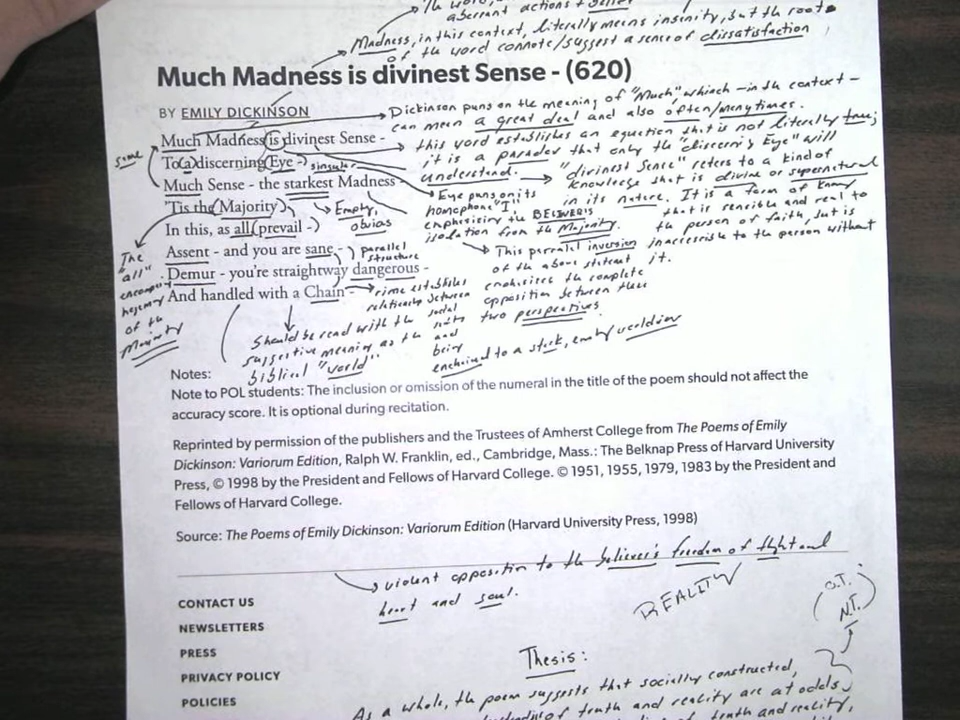 aberrant actions +
Madness, in this context, literally means insanity, but the roots
of the word connote/suggest a sense of dissatisfaction
Much Madness is divinest Sense - (620)
BY EMILY DICKINSON
Dickinson puns on the meaning of "Much" which - in the context -
can mean a great deal and also often/many times.
Much Madness is divinest Sense -
this word establishes an equation that is not literally true;
it is a paradox that only the "discerning Eye" will
understand.
To a discerning Eye -
singular
"divinest Sense" refers to a kind of
knowledge that is divine or supernatural
in its nature. It is a form of
that is sensible and real to
the person of faith, but is
inaccessible to the person without
it.
Much Sense - the starkest Madness -
Eye puns on its
homophone "I",
emphasizing the BELIEVER'S
isolation from the Majority.
'Tis the Majority
Empty,
In this, as all, prevail -
This parallel inversion
of the above statement
emphasizes the complete
opposition between these
two perspectives.
Assent - and you are sane -
parallel
structure
Demur - you're straightway dangerous -
And handled with a Chain -
rime establishes
relationship between
the social
and
being
enchained to a
The
"all"
of the
Majority
Should be read with the
suggestive meaning as the
biblical "world"
Notes:
Note to POL students: The inclusion or omission of the numeral in the title of the poem should not affect the
accuracy score. It is optional during recitation.
Reprinted by permission of the publishers and the Trustees of Amherst College from The Poems of Emily
Dickinson: Variorum Edition, Ralph W. Franklin, ed., Cambridge, Mass.: The Belknap Press of Harvard University
Press, © 1998 by the President and Fellows of Harvard College. © 1951, 1955, 1979, 1983 by the President and
Fellows of Harvard College.
Source: The Poems of Emily Dickinson: Variorum Edition (Harvard University Press, 1998)
violent opposition to the believer's freedom of thought and
heart and soul.
REALITY
O.T.
N.T.
CONTACT US
NEWSLETTERS
PRESS
PRIVACY POLICY
POLICIES
Thesis:
As a whole, the poem suggests that socially constructed,
of truth and reality are at odds
of truth and reality,